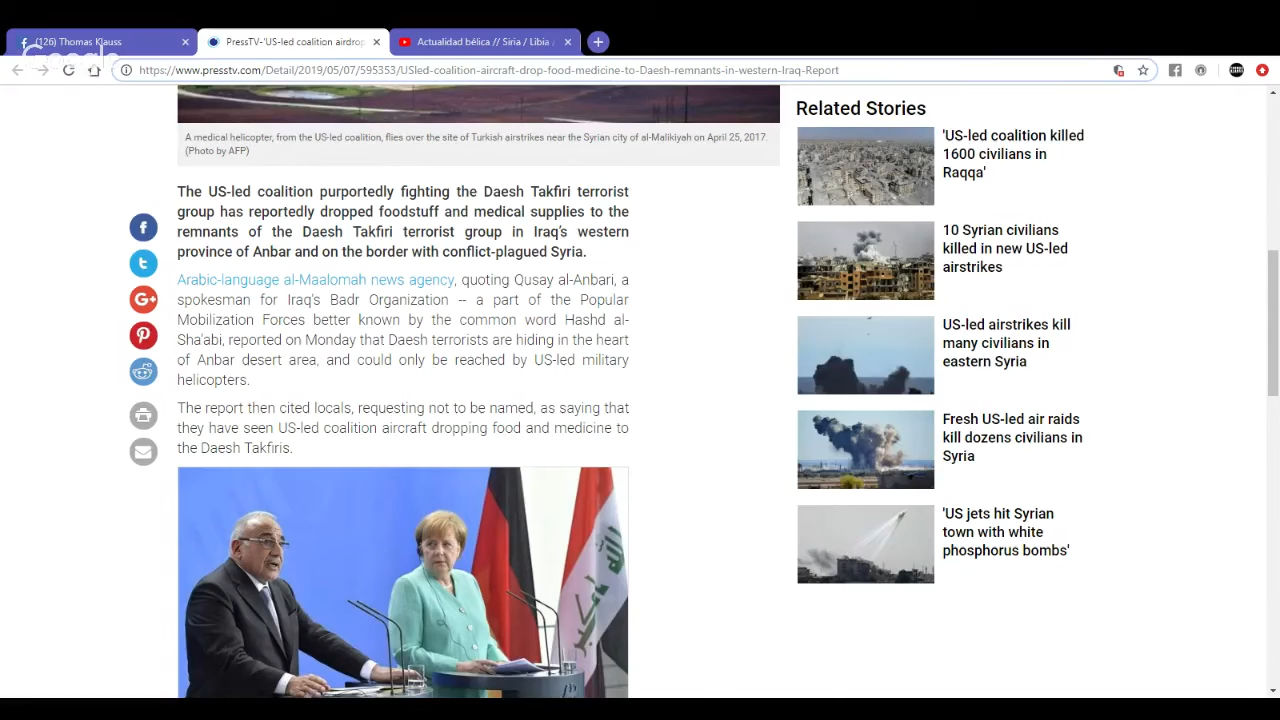 (126) Thomas Klauss
PressTV-'US-led coalition airdrop
Actualidad bélica // Siria / Libia /
Google
https://www.presstv.com/Detail/2019/05/07/595353/USled-coalition-aircraft-drop-food-medicine-to-Daesh-remnants-in-western-Iraq-Report
A medical helicopter, from the US-led coalition, flies over the site of Turkish airstrikes near the Syrian city of al-Malikiyah on April 25, 2017.
(Photo by AFP)
The US-led coalition purportedly fighting the Daesh Takfiri terrorist
group has reportedly dropped foodstuff and medical supplies to the
remnants of the Daesh Takfiri terrorist group in Iraq's western
province of Anbar and on the border with conflict-plagued Syria.
Arabic-language al-Maalomah news agency, quoting Qusay al-Anbari, a
spokesman for Iraq's Badr Organization -- a part of the Popular
Mobilization Forces better known by the common word Hashd al-
Sha'abi, reported on Monday that Daesh terrorists are hiding in the heart
of Anbar desert area, and could only be reached by US-led military
helicopters.
The report then cited locals, requesting not to be named, as saying that
they have seen US-led coalition aircraft dropping food and medicine to
the Daesh Takfiris.
Related Stories
'US-led coalition killed
1600 civilians in
Raqqa'
10 Syrian civilians
killed in new US-led
airstrikes
US-led airstrikes kill
many civilians in
eastern Syria
Fresh US-led air raids
kill dozens civilians in
Syria
'US jets hit Syrian
town with white
phosphorus bombs'